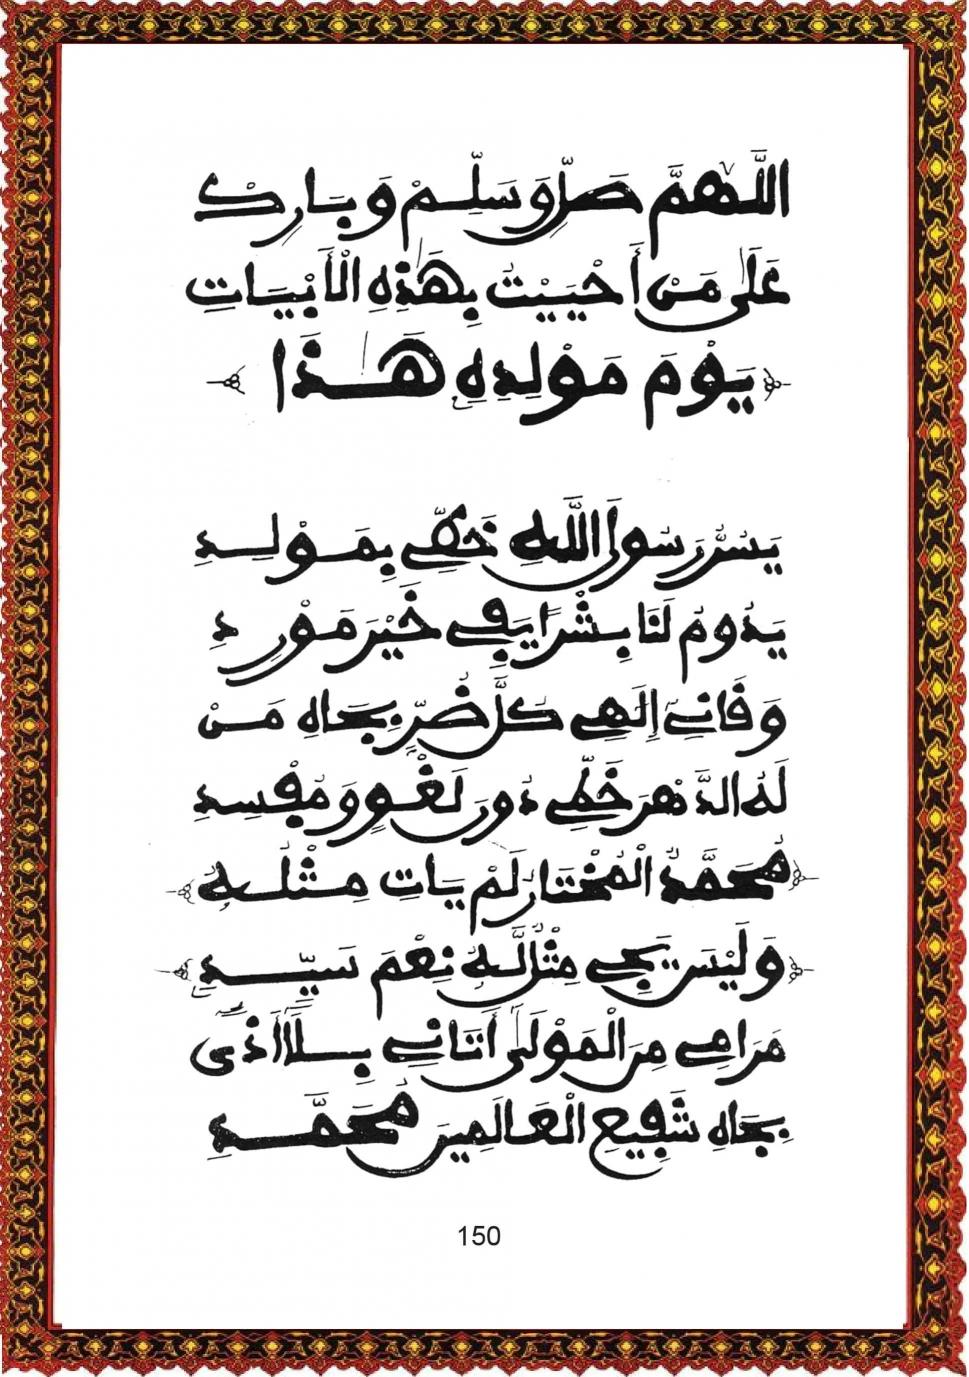 اللَّهُمَّ صَلِّ وَسَلِّمْ وَبَارِكْ
عَلَى مَنْ أَحْيَيْتُ بِهَذِهِ الْأَبْيَاتِ
يَوْمَ مَوْلِدِهِ هَذَا
يَسُرُّ رَسُولَ اللَّهِ خَطِّي بِمَوْلِدِ
يَدُومُ لَنَا بِشْرًا يَفِي خَيْرَ مَوْرِدِ
وَقَانِي إِلَهِي كُلَّ ضُرٍّ بِجَاهِ مَنْ
لَهُ الدَّهْرَ خَطِّي دُونَ لَغْوٍ وَمُفْسِدِ
مُحَمَّدٌ الْمُخْتَارُ لَمْ يَاتِ مِثْلُهُ
وَلَيْسَ يَجِي مِثْلٌ لَهُ نِعْمَ سَيِّدِ
مَرَامِي مِنَ الْمَوْلَى أَتَانِي بِلَا أَذًى
بِجَاهِ شَفِيعِ الْعَالَمِينَ مُحَمَّدِ
150